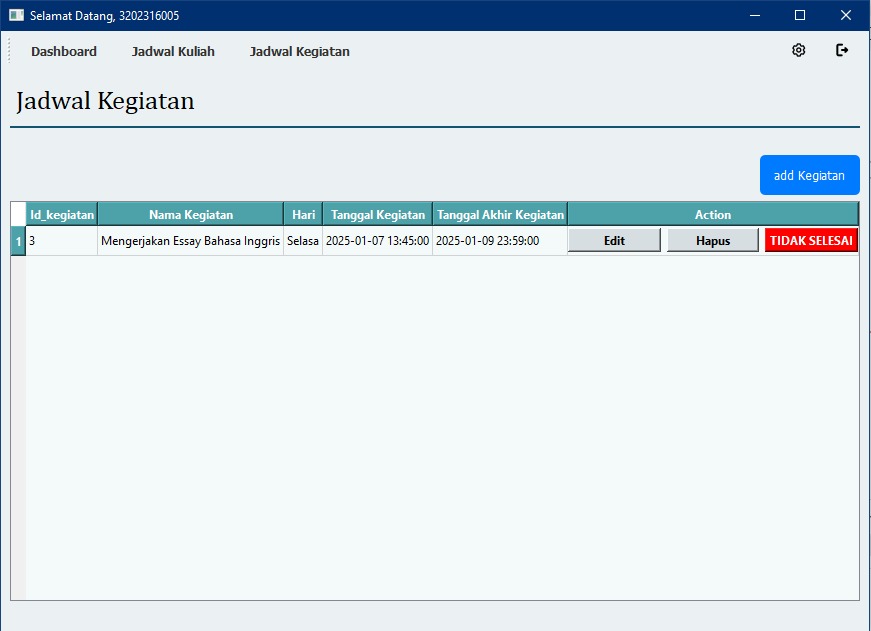 Selamat Datang, 3202316005
Dashboard Jadwal Kuliah Jadwal Kegiatan
Jadwal Kegiatan
add Kegiatan
Id_kegiatan Nama Kegiatan Hari Tanggal Kegiatan Tanggal Akhir Kegiatan Action
1 3 Mengerjakan Essay Bahasa Inggris Selasa 2025-01-07 13:45:00 2025-01-09 23:59:00 Edit Hapus TIDAK SELESAI